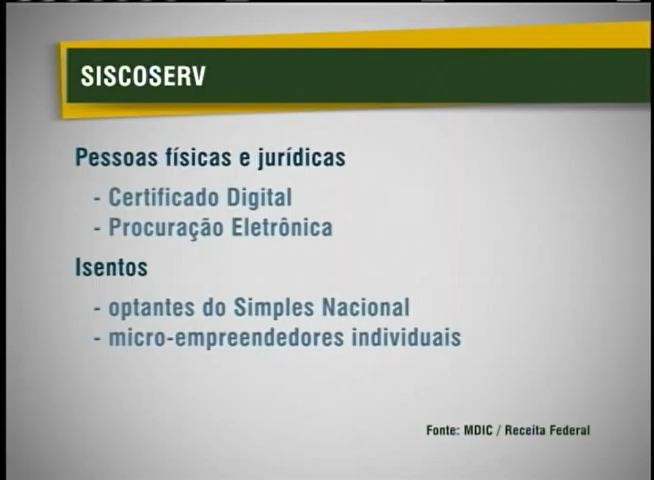 SISCOSERV
Pessoas físicas e jurídicas
- Certificado Digital
- Procuração Eletrônica
Isentos
- optantes do Simples Nacional
- micro-empreendedores individuais
Fonte: MDIC / Receita Federal